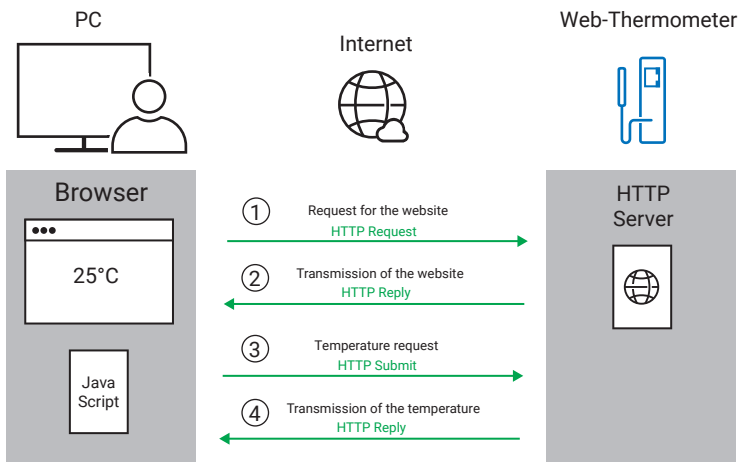 PC
Internet
Web-Thermometer
Browser
25°C
Java
Script
1
Request for the website
HTTP Request
2
Transmission of the website
HTTP Reply
3
Temperature request
HTTP Submit
4
Transmission of the temperature
HTTP Reply
HTTP
Server